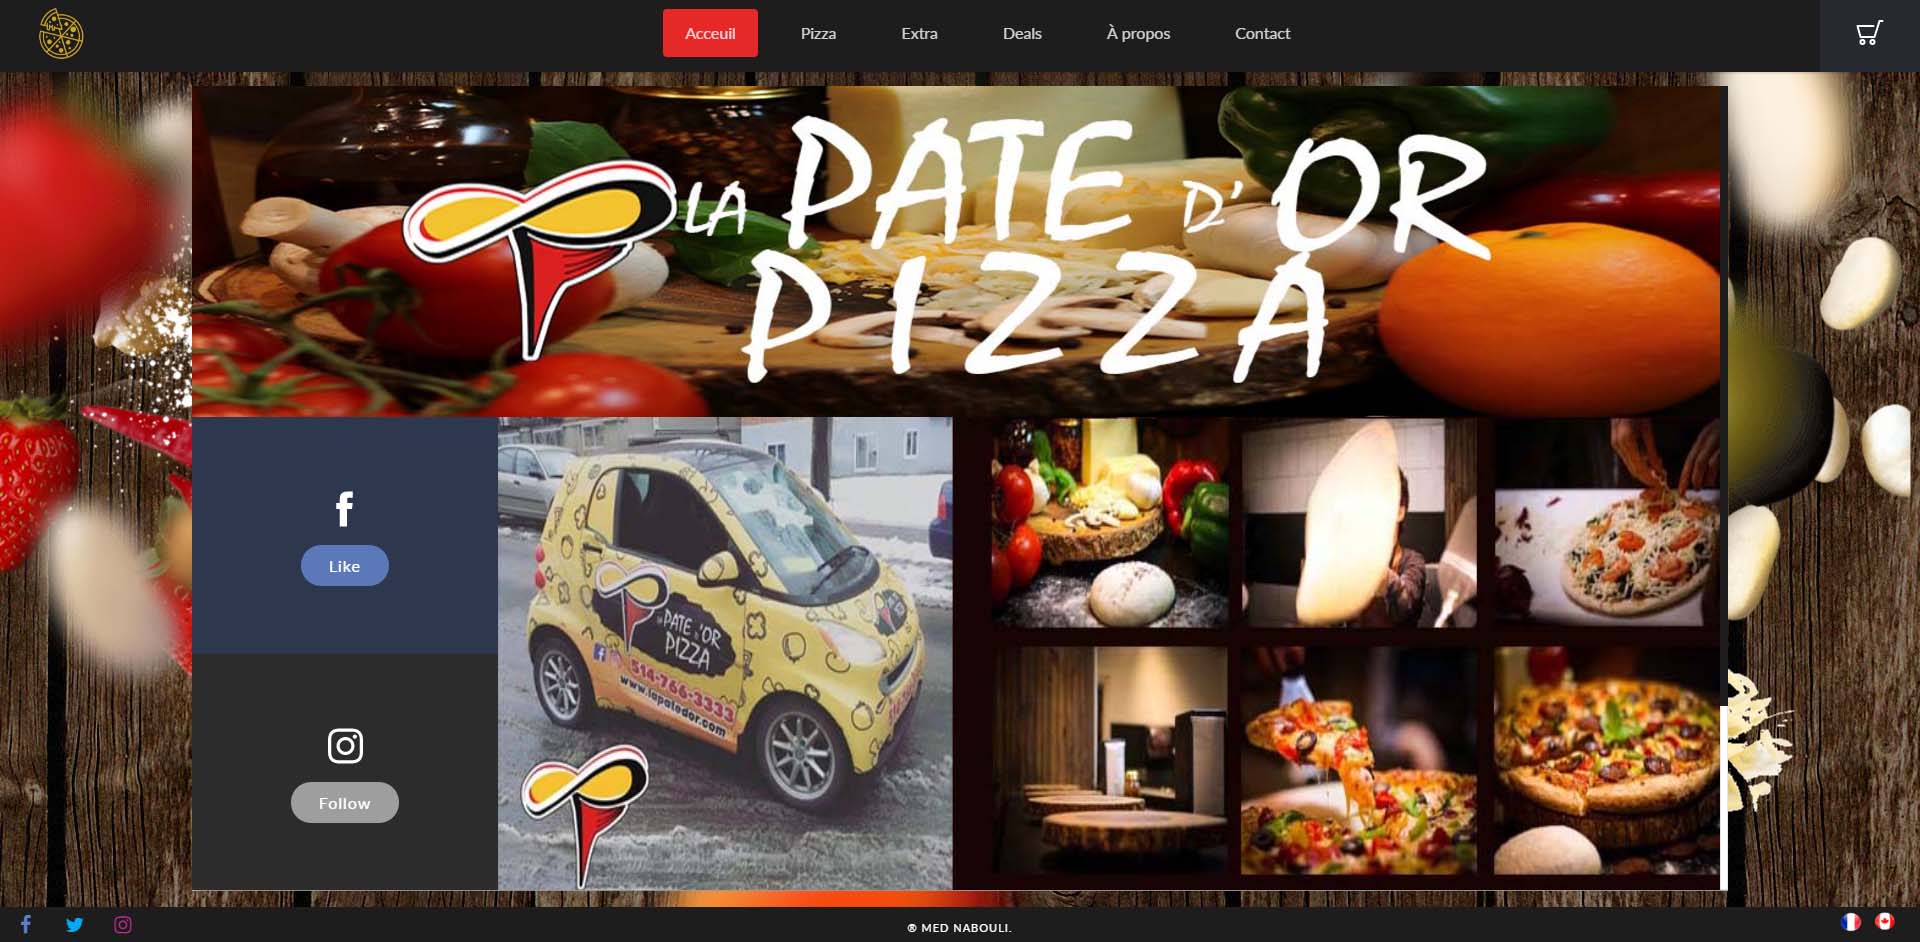 Acceuil
Pizza
Extra
Deals
À propos
Contact
LA PATE D'OR
PIZZA
Like
Follow
LA PATE D'OR
PIZZA
514-766-3333
www.lapatedor.com
® MED NABOULI.